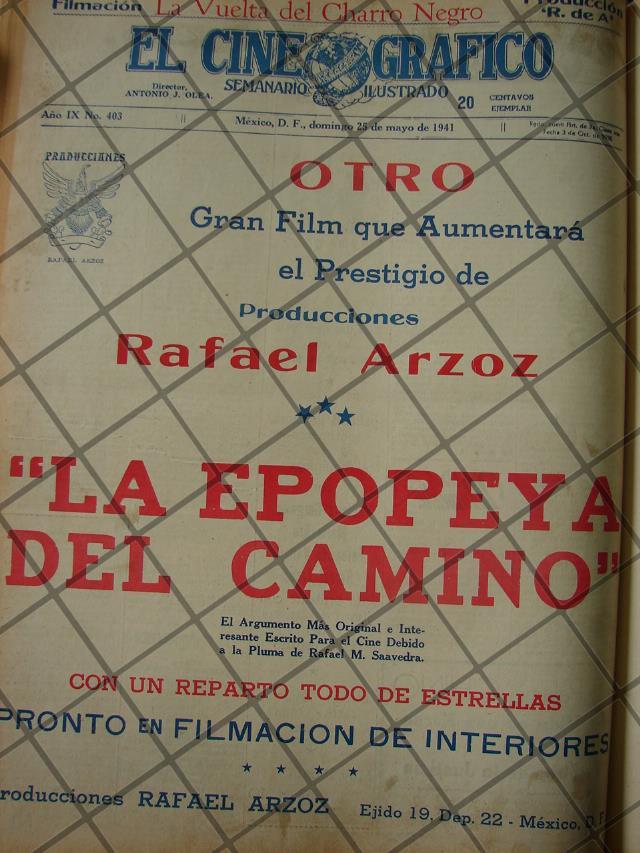 Filmación La Vuelta del Charro Negro Producción "R. de A"
EL CINE GRAFICO
Director, ANTONIO J. OLEA.
SEMANARIO ILUSTRADO
20 CENTAVOS EJEMPLAR
Año IX No. 403
México, D. F., domingo 25 de mayo de 1941
PRODUCCIONES
RAFAEL ARZOZ
OTRO
Gran Film que Aumentará
el Prestigio de
Producciones
Rafael Arzoz
"LA EPOPEYA
DEL CAMINO"
El Argumento Más Original e Inte-
resante Escrito Para el Cine Debido
a la Pluma de Rafael M. Saavedra.
CON UN REPARTO TODO DE ESTRELLAS
PRONTO EN FILMACION DE INTERIORES
roducciones RAFAEL ARZOZ Ejido 19, Dep. 22 - México, D. F.